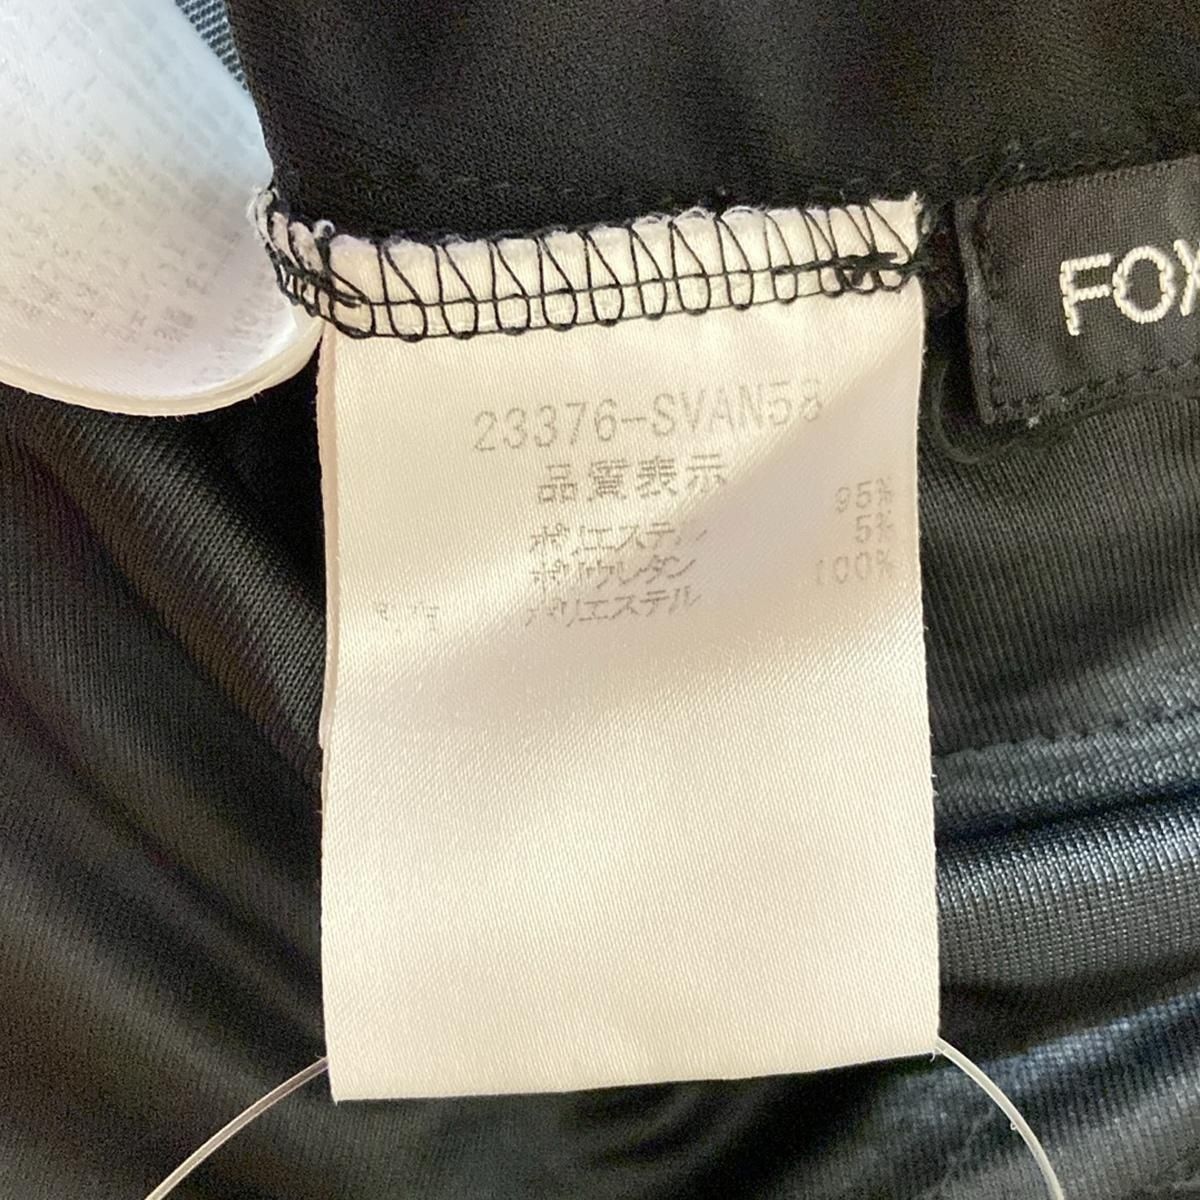 23376-SVAN58
品質表示
ポリエステル 95%
ポリウレタン 5%
ポリエステル 100%
FOX